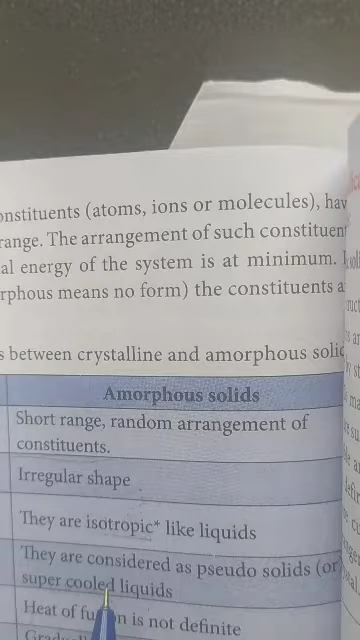 onstituents (atoms, ions or molecules), hav
range. The arrangement of such constituent
al energy of the system is at minimum.
rphous means no form) the constituents a
s between crystalline and amorphous solid
Amorphous solids
Short range, random arrangement of
constituents.
Irregular shape
They are isotropic* like liquids
They are considered as pseudo solids (or
super cooled liquids
Heat of is not definite